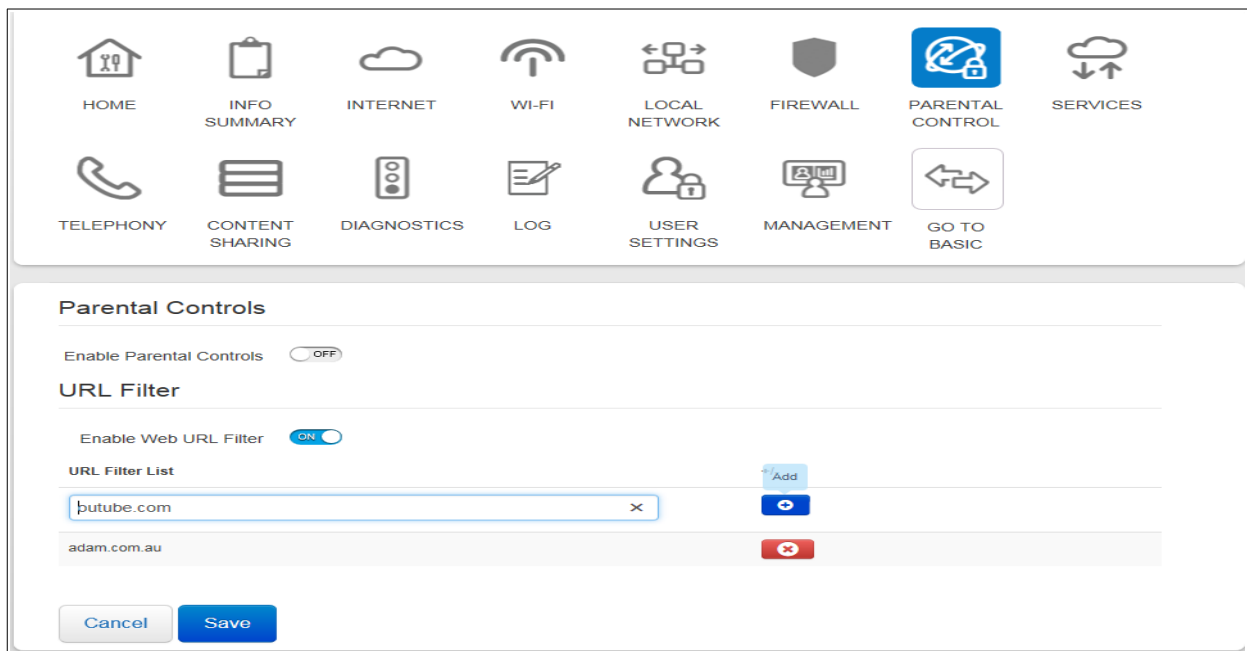 HOME INFO SUMMARY INTERNET WI-FI LOCAL NETWORK FIREWALL PARENTAL CONTROL SERVICES
TELEPHONY CONTENT SHARING DIAGNOSTICS LOG USER SETTINGS MANAGEMENT GO TO BASIC
Parental Controls
Enable Parental Controls OFF
URL Filter
Enable Web URL Filter ON
URL Filter List
Add
outube.com
adam.com.au
Cancel Save